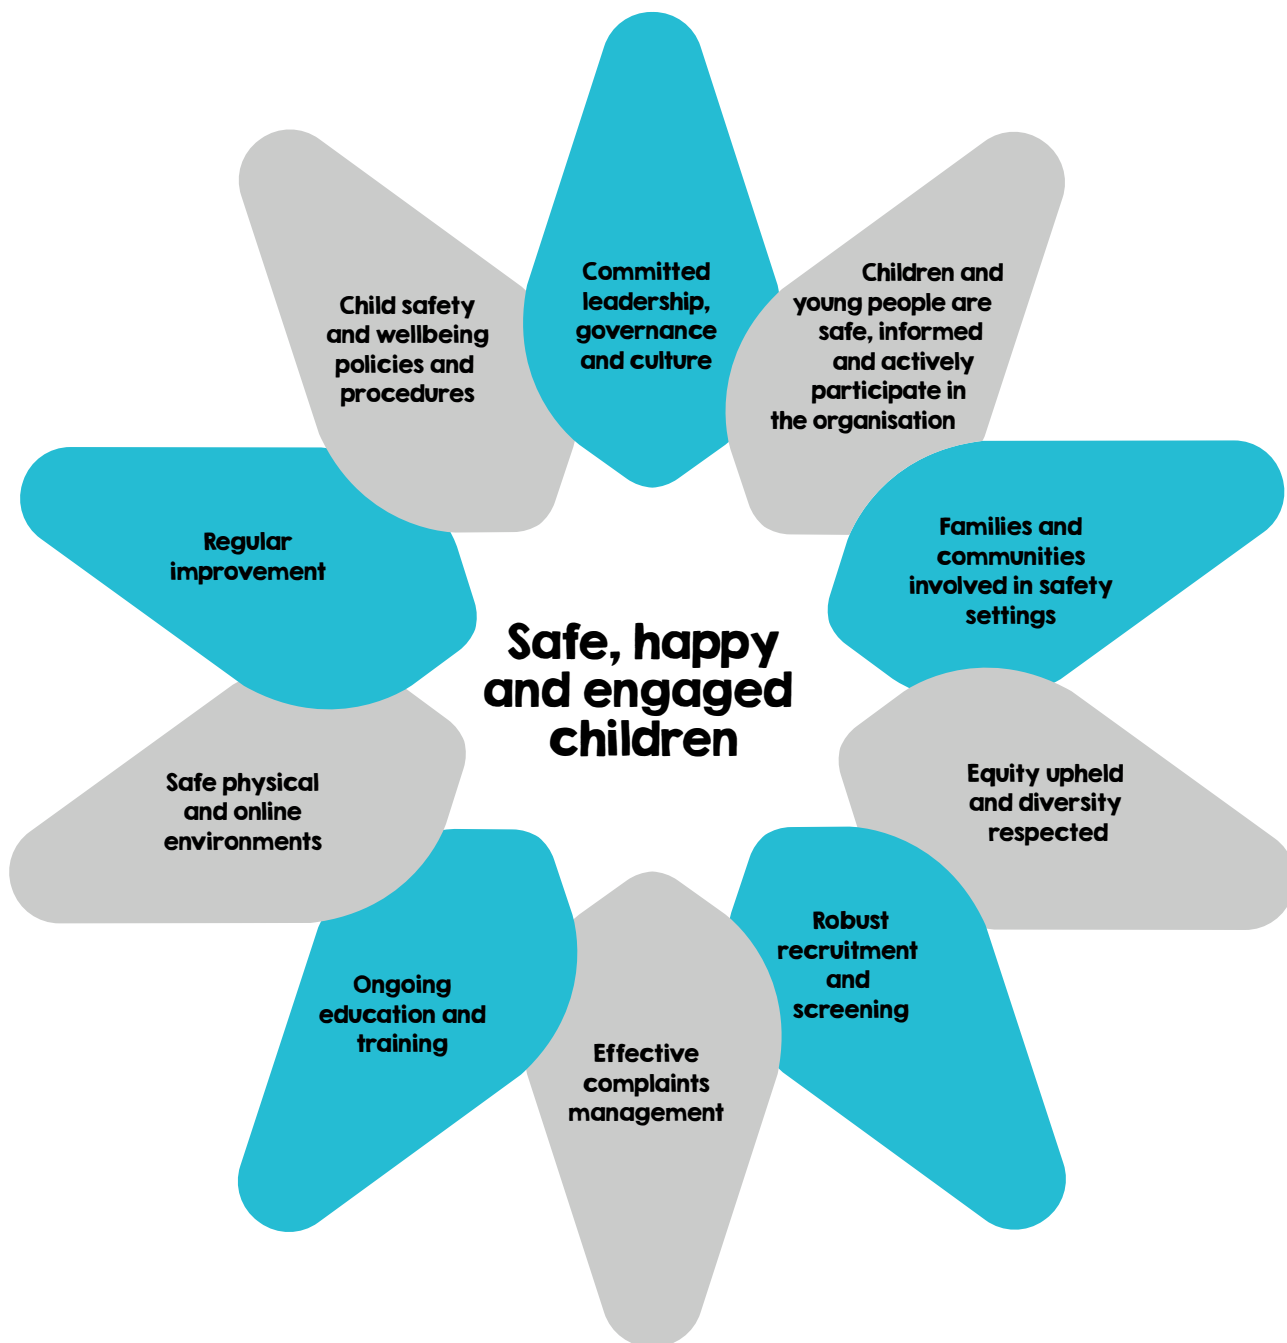 Committed
leadership,
governance
and culture
Children and
young people are
safe, informed
and actively
participate in
the organisation
Families and
communities
involved in safety
settings
Equity upheld
and diversity
respected
Robust
recruitment
and
screening
Effective
complaints
management
Ongoing
education and
training
Safe physical
and online
environments
Regular
improvement
Child safety
and wellbeing
policies and
procedures
Safe, happy
and engaged
children